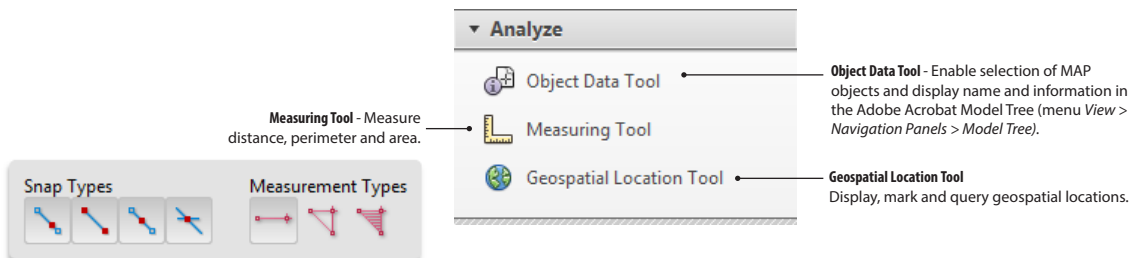 Analyze
Object Data Tool
Measuring Tool
Geospatial Location Tool
Object Data Tool - Enable selection of MAP
objects and display name and information in
the Adobe Acrobat Model Tree (menu View >
Navigation Panels > Model Tree).
Measuring Tool - Measure
distance, perimeter and area.
Geospatial Location Tool
Display, mark and query geospatial locations.
Snap Types
Measurement Types